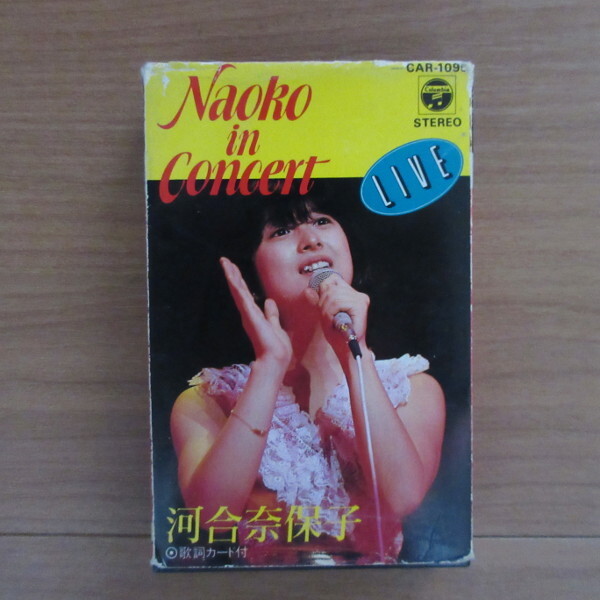 Naoko
in
Concert
CAR-109
Columbia
STEREO
LIVE
河合奈保子
歌詞カード付